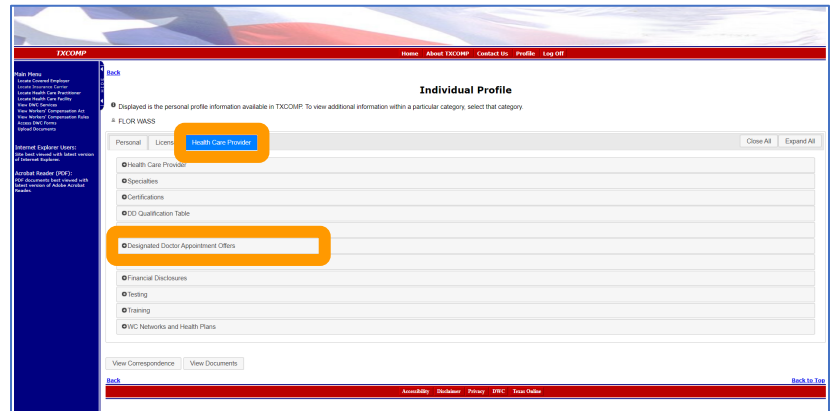 TXCOMP
Home About TXCOMP Contact Us Profile Log Off
Main Menu
Locate Covered Employer
Locate Insurance Carrier
Locate Health Care Practitioner
Locate Health Care Facility
View DWC Services
View Workers' Compensation Act
View Workers' Compensation Rules
Access DWC Forms
Upload Documents
Internet Explorer Users:
Site best viewed with latest version
of Internet Explorer.
Acrobat Reader (PDF):
PDF documents best viewed with
latest version of Adobe Acrobat
Reader.
HIDE
Back
Individual Profile
Displayed is the personal profile information available in TXCOMP. To view additional information within a particular category, select that category.
FLOR WASS
Personal Licens Health Care Provider Close All Expand All
Health Care Provider
Specialties
Certifications
DD Qualification Table
Designated Doctor Appointment Offers
Financial Disclosures
Testing
Training
WC Networks and Health Plans
View Correspondence View Documents
Back Back to Top
Accessibility Disclaimer Privacy DWC Texas Online